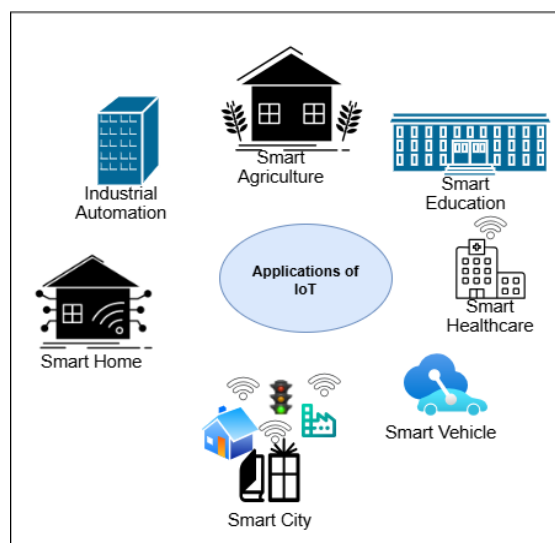 Smart
Agriculture
Industrial
Automation
Smart
Education
Applications of
IoT
Smart
Healthcare
Smart Home
Smart Vehicle
Smart City